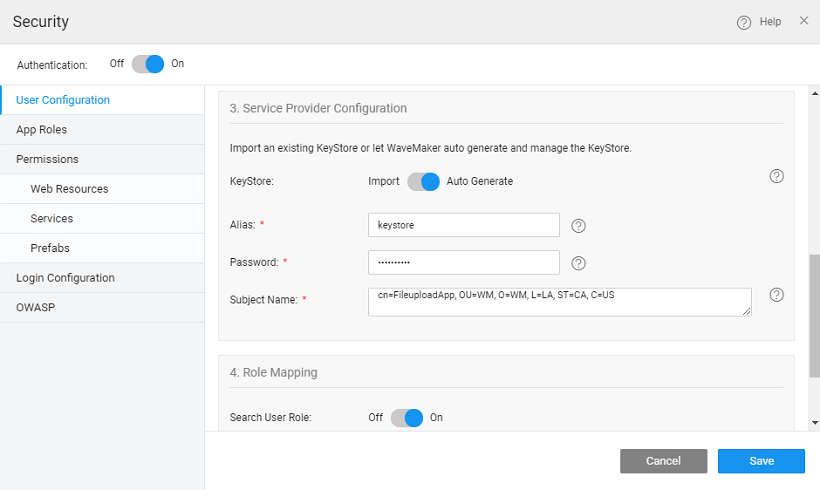 Security
Help
Authentication: Off On
User Configuration
App Roles
Permissions
Web Resources
Services
Prefabs
Login Configuration
OWASP
3. Service Provider Configuration
Import an existing KeyStore or let WaveMaker auto generate and manage the KeyStore.
KeyStore: Import Auto Generate
Alias: * keystore
Password: * ••••••••••
Subject Name: * cn=FileuploadApp, OU=WM, O=WM, L=LA, ST=CA, C=US
4. Role Mapping
Search User Role: Off On
Cancel Save